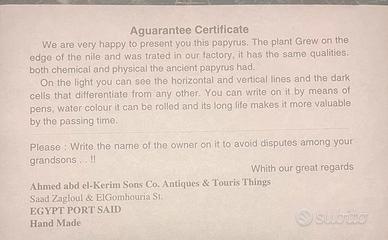 Aguarantee Certificate
We are very happy to present you this papyrus. The plant Grew on the
edge of the nile and was trated in our factory, it has the same qualities.
both chemical and physical the ancient papyrus had.
On the light you can see the horizontal and vertical lines and the dark
cells that differentiate from any other. You can write on it by means of
pens, water colour it can be rolled and its long life makes it more valuable
by the passing time.
Please : Write the name of the owner on it to avoid disputes among your
grandsons . . !!
Whith our great regards
Ahmed abd el-Kerim Sons Co. Antiques & Touris Things
Saad Zagloul & ElGomhouria St.
EGYPT PORT SAID
Hand Made
subito